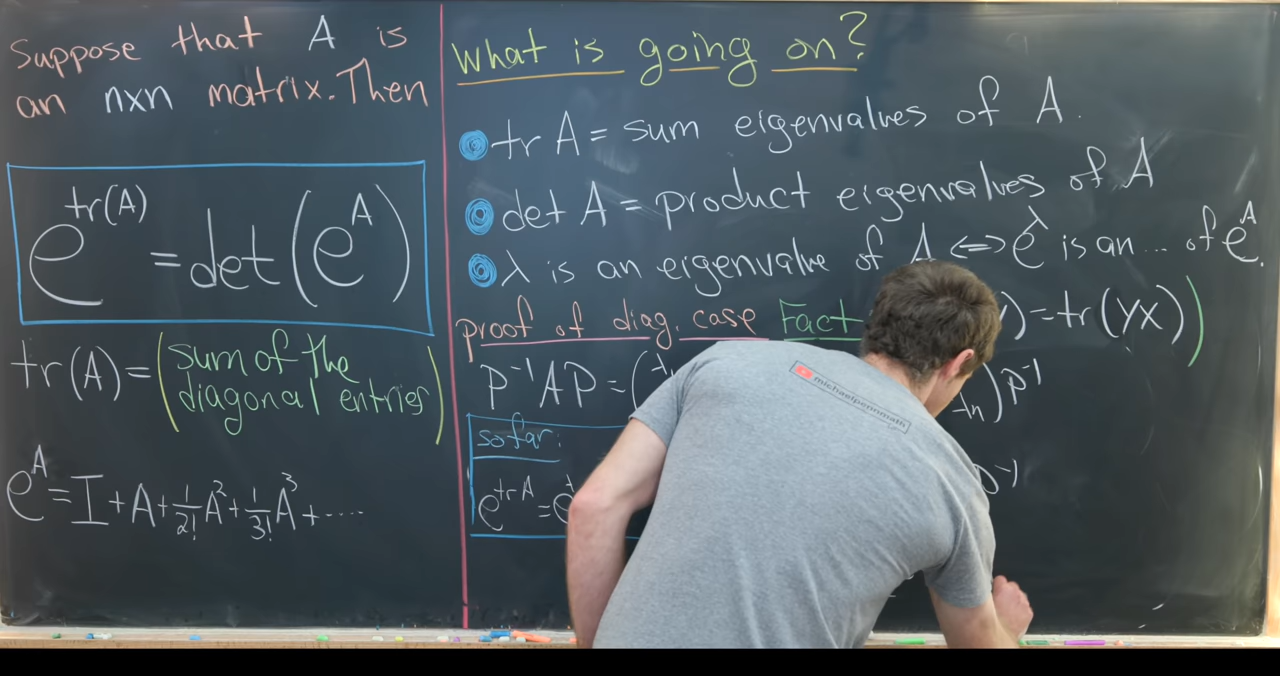 Suppose that A is
an nxn matrix. Then
e^tr(A) = det(e^A)
tr(A) = (sum of the
diagonal entries)
e^A = I + A + 1/2! A^2 + 1/3! A^3 + ....
What is going on?
tr A = sum eigenvalues of A.
det A = product eigenvalues of A
λ is an eigenvalue of A ⇔ e^λ is an ... of e^A.
proof of diag. case Fact ) = tr(YX))
P^-1 A P = (
)P^-1
so far:
e^trA = e
michaelpennmath